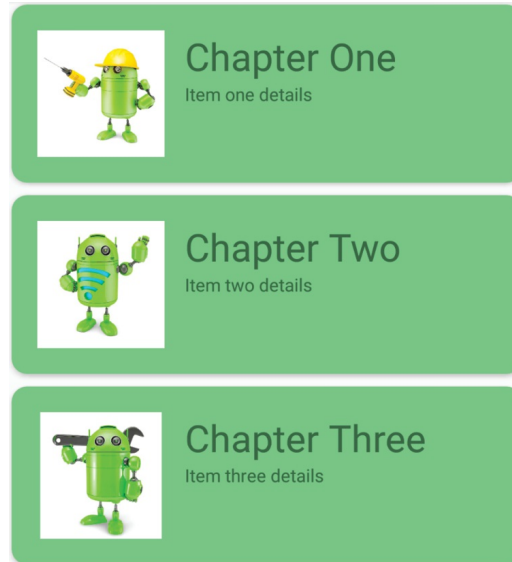 Chapter One
Item one details
Chapter Two
Item two details
Chapter Three
Item three details